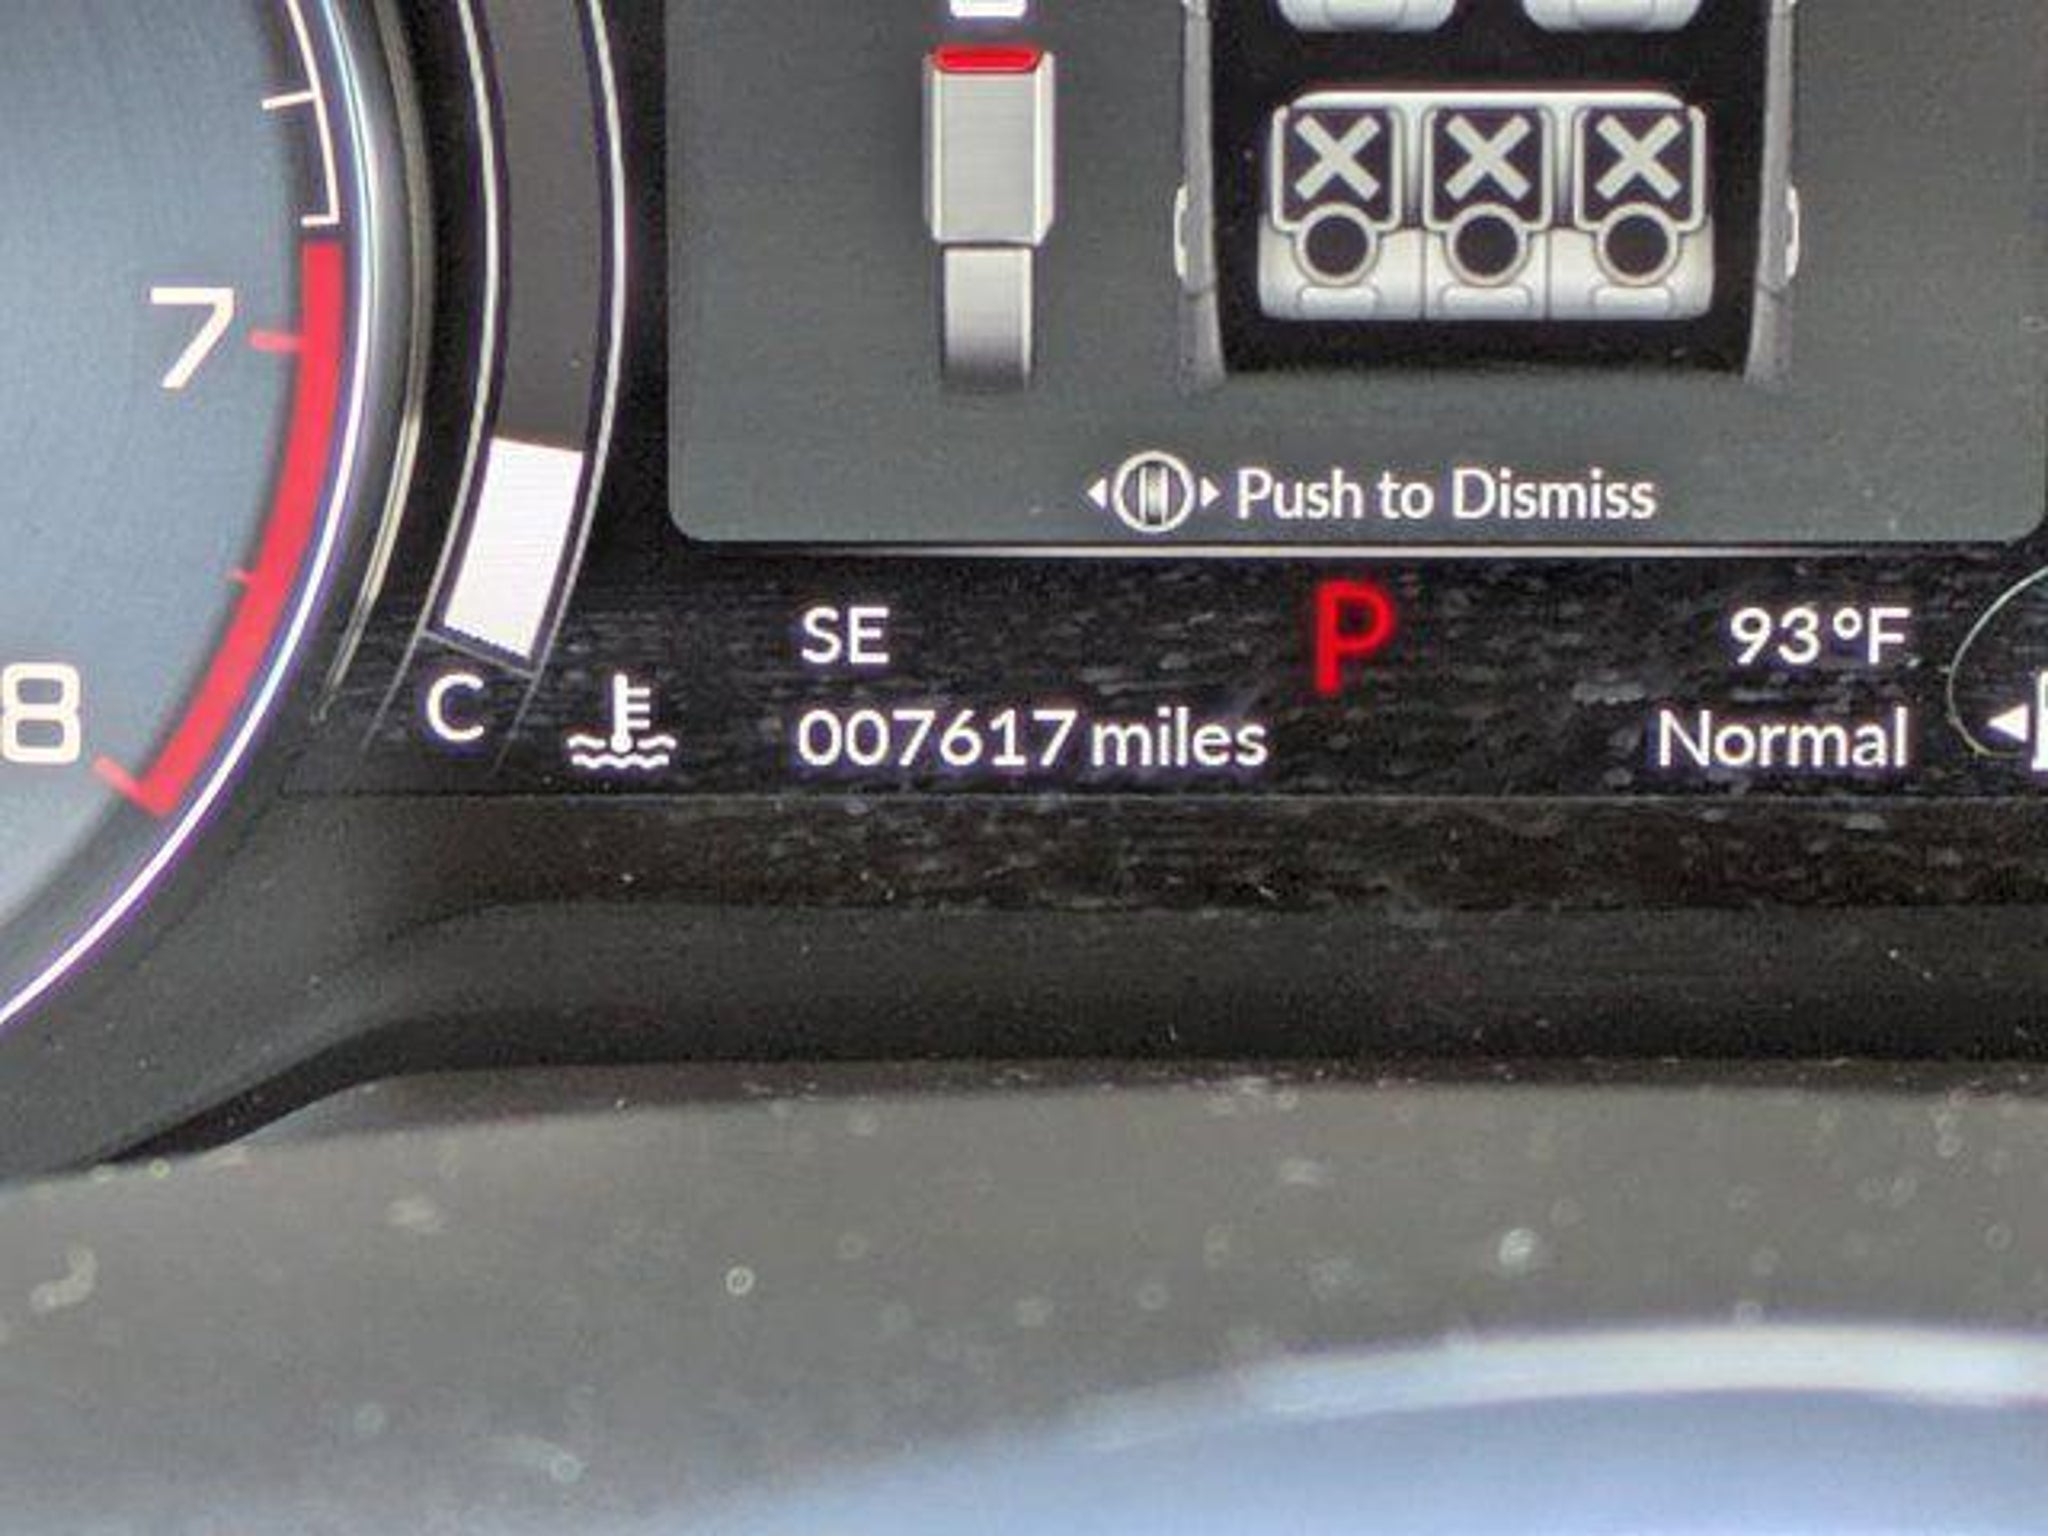 7
Push to Dismiss
SE
P
93°F
8
C
007617 miles
Normal